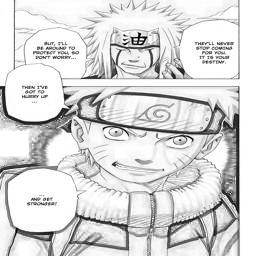 THEY'LL NEVER
STOP COMING
FOR YOU.
IT IS YOUR
DESTINY.
油
BUT, I'LL
BE AROUND TO
PROTECT YOU, SO
DON'T WORRY...
THEN I'VE
GOT TO
HURRY UP
...
AND GET
STRONGER!